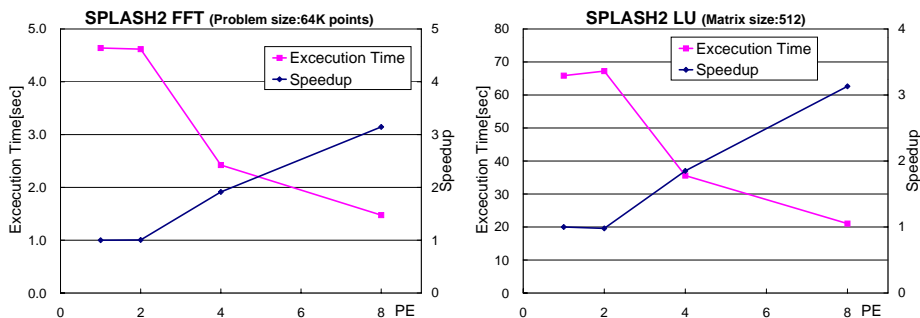 SPLASH2 FFT (Problem size:64K points)
5.0
4.0
3.0
2.0
1.0
0.0
Excecution Time[sec]
Excecution Time
Speedup
5
4
3
2
1
0
Speedup
0 2 4 6 8 PE
SPLASH2 LU (Matrix size:512)
80
70
60
50
40
30
20
10
0
Excecution Time[sec]
Excecution Time
Speedup
4
3
2
1
0
Speedup
0 2 4 6 8 PE